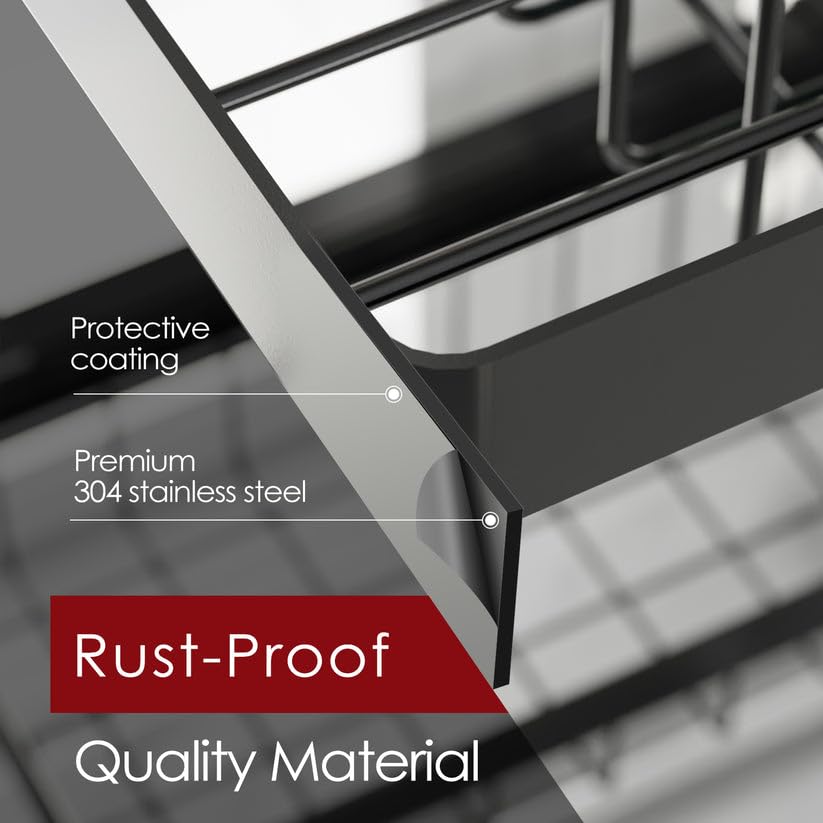 Protective
coating
Premium
304 stainless steel
Rust-Proof
Quality Material